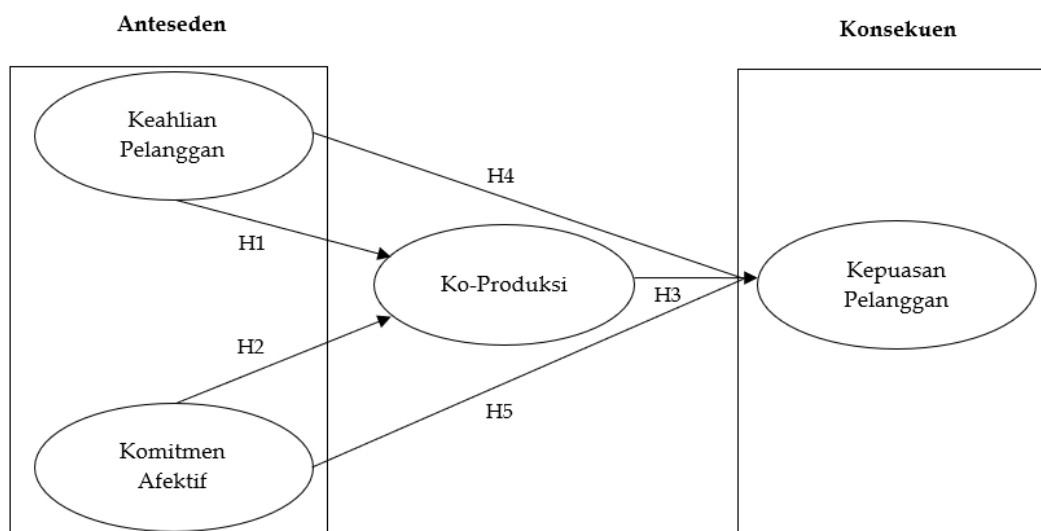 Anteseden
Konsekuen
Keahlian
Pelanggan
H4
H1
Ko-Produksi
H3
Kepuasan
Pelanggan
H2
H5
Komitmen
Afektif